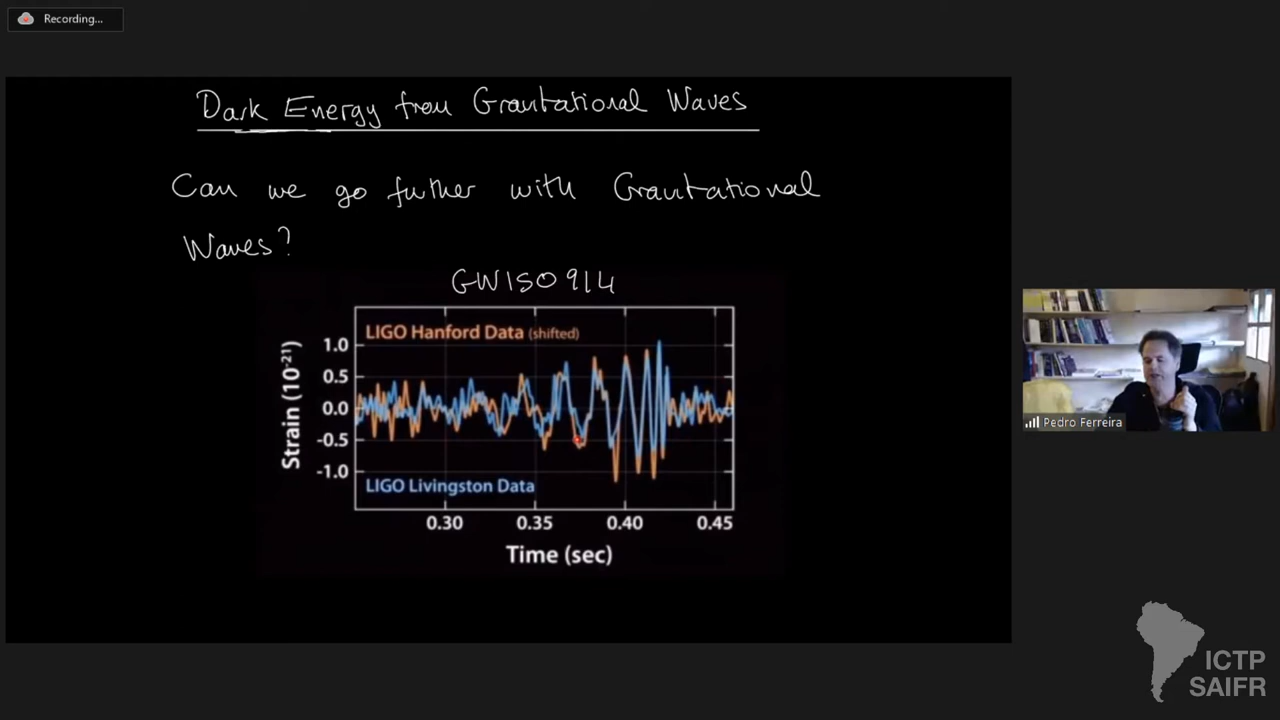 Recording...
Dark Energy from Gravitational Waves
Can we go futher with Gravitational
Waves?
GW150914
LIGO Hanford Data (shifted)
1.0
0.5
0.0
-0.5
-1.0
Strain (10⁻²¹)
LIGO Livingston Data
0.30 0.35 0.40 0.45
Time (sec)
Pedro Ferreira
ICTP
SAIFR